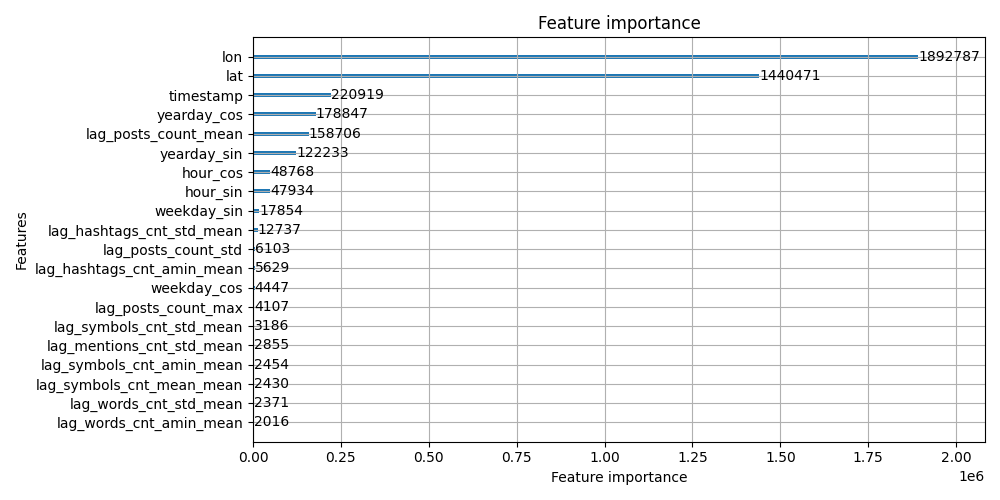 Feature importance
lon 1892787
lat 1440471
timestamp 220919
yearday_cos 178847
lag_posts_count_mean 158706
yearday_sin 122233
hour_cos 48768
hour_sin 47934
weekday_sin 17854
lag_hashtags_cnt_std_mean 12737
lag_posts_count_std 6103
lag_hashtags_cnt_amin_mean 5629
weekday_cos 4447
lag_posts_count_max 4107
lag_symbols_cnt_std_mean 3186
lag_mentions_cnt_std_mean 2855
lag_symbols_cnt_amin_mean 2454
lag_symbols_cnt_mean_mean 2430
lag_words_cnt_std_mean 2371
lag_words_cnt_amin_mean 2016
Features
0.00 0.25 0.50 0.75 1.00 1.25 1.50 1.75 2.00
1e6
Feature importance